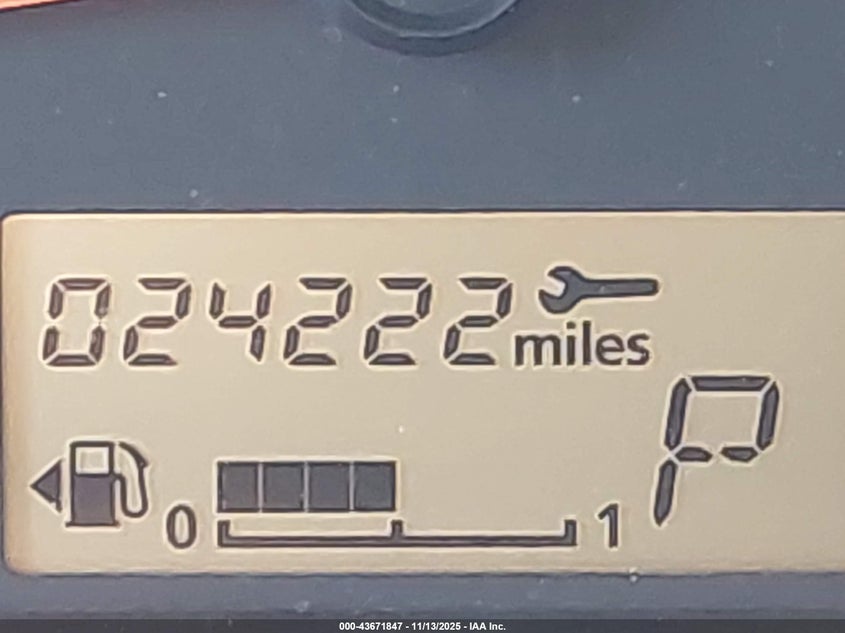 024222 miles
P
0 1
000-43671847 - 11/13/2025 - IAA Inc.